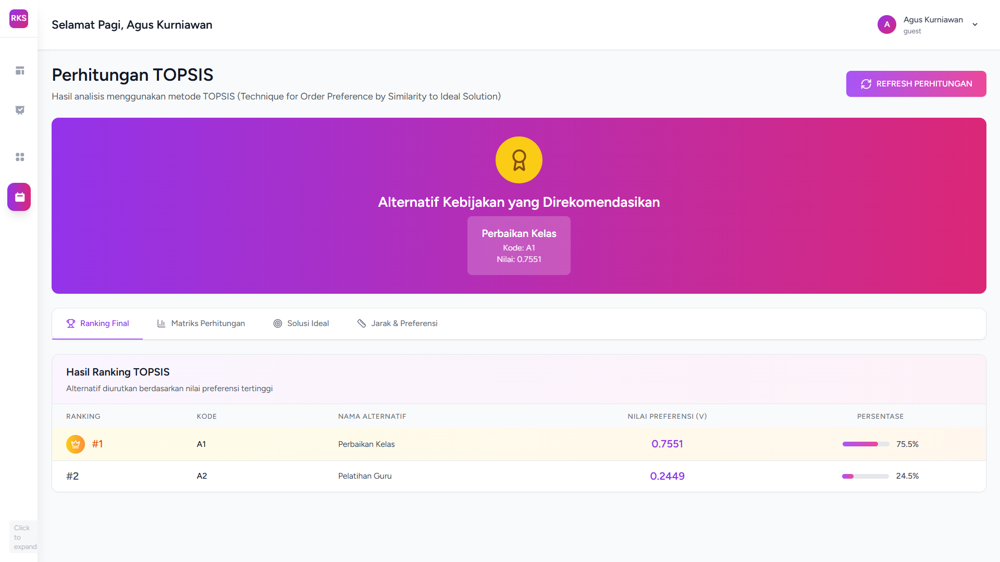 RKS
Selamat Pagi, Agus Kurniawan
A
Agus Kurniawan
guest
Perhitungan TOPSIS
Hasil analisis menggunakan metode TOPSIS (Technique for Order Preference by Similarity to Ideal Solution)
REFRESH PERHITUNGAN
Alternatif Kebijakan yang Direkomendasikan
Perbaikan Kelas
Kode: A1
Nilai: 0.7551
Ranking Final
Matriks Perhitungan
Solusi Ideal
Jarak & Preferensi
Hasil Ranking TOPSIS
Alternatif diurutkan berdasarkan nilai preferensi tertinggi
RANKING KODE NAMA ALTERNATIF NILAI PREFERENSI (V) PERSENTASE
#1 A1 Perbaikan Kelas 0.7551 75.5%
#2 A2 Pelatihan Guru 0.2449 24.5%
Click
to
expand